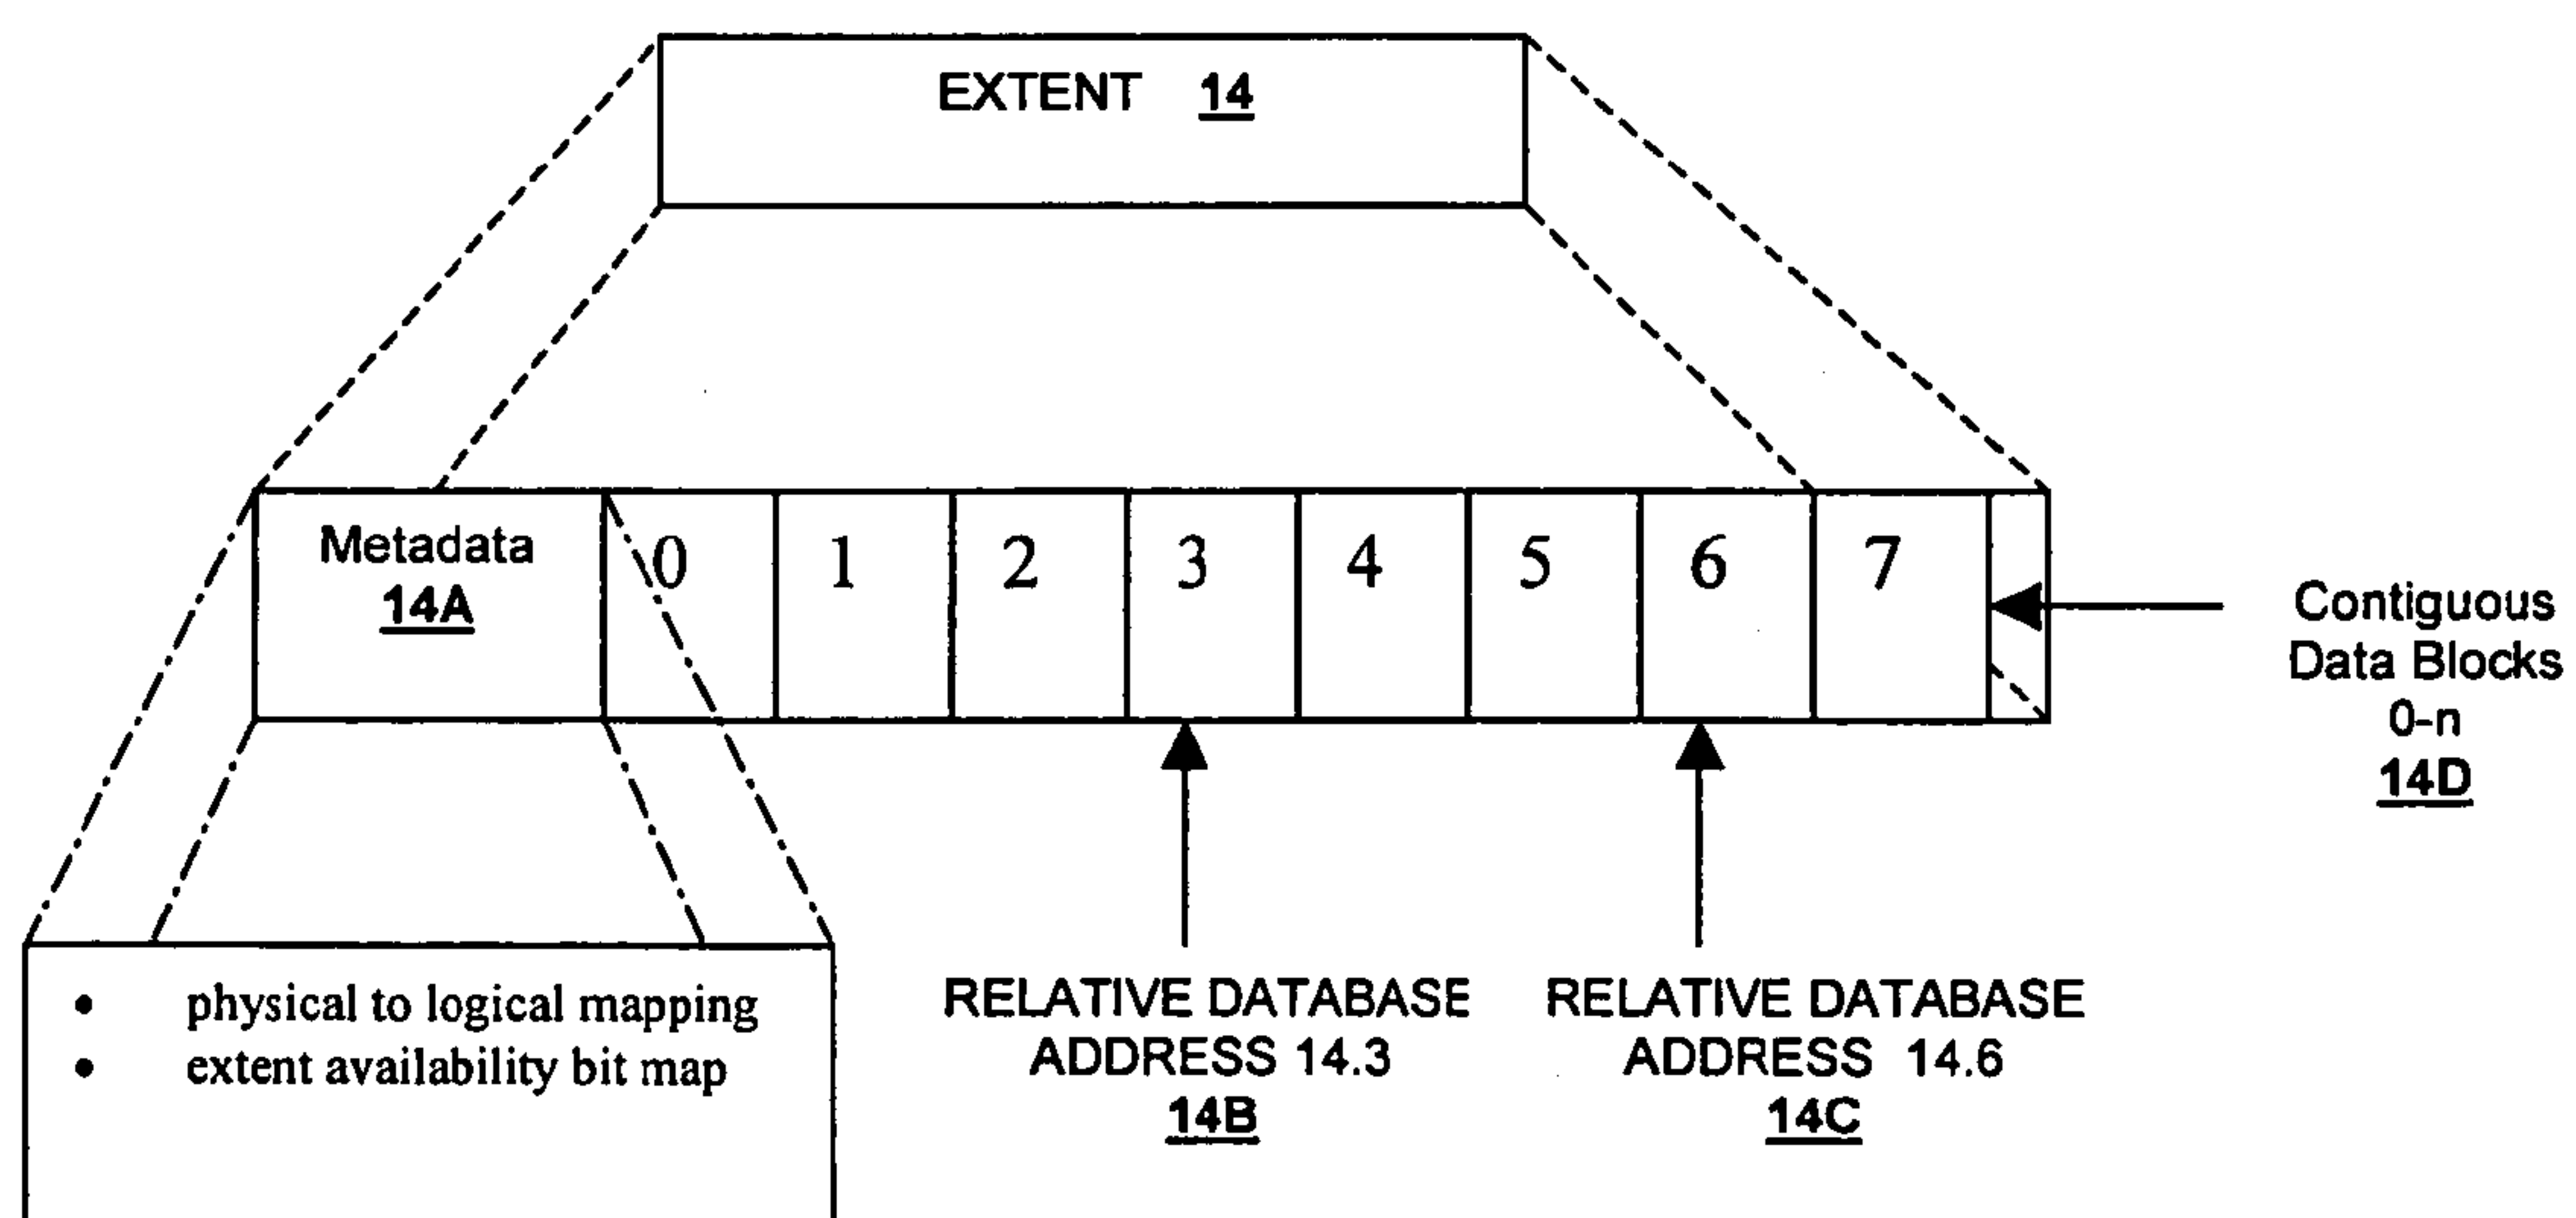 EXTENT 14
Metadata
14A
0 1 2 3 4 5 6 7
Contiguous
Data Blocks
0-n
14D
• physical to logical mapping
• extent availability bit map
RELATIVE DATABASE
ADDRESS 14.3
14B
RELATIVE DATABASE
ADDRESS 14.6
14C